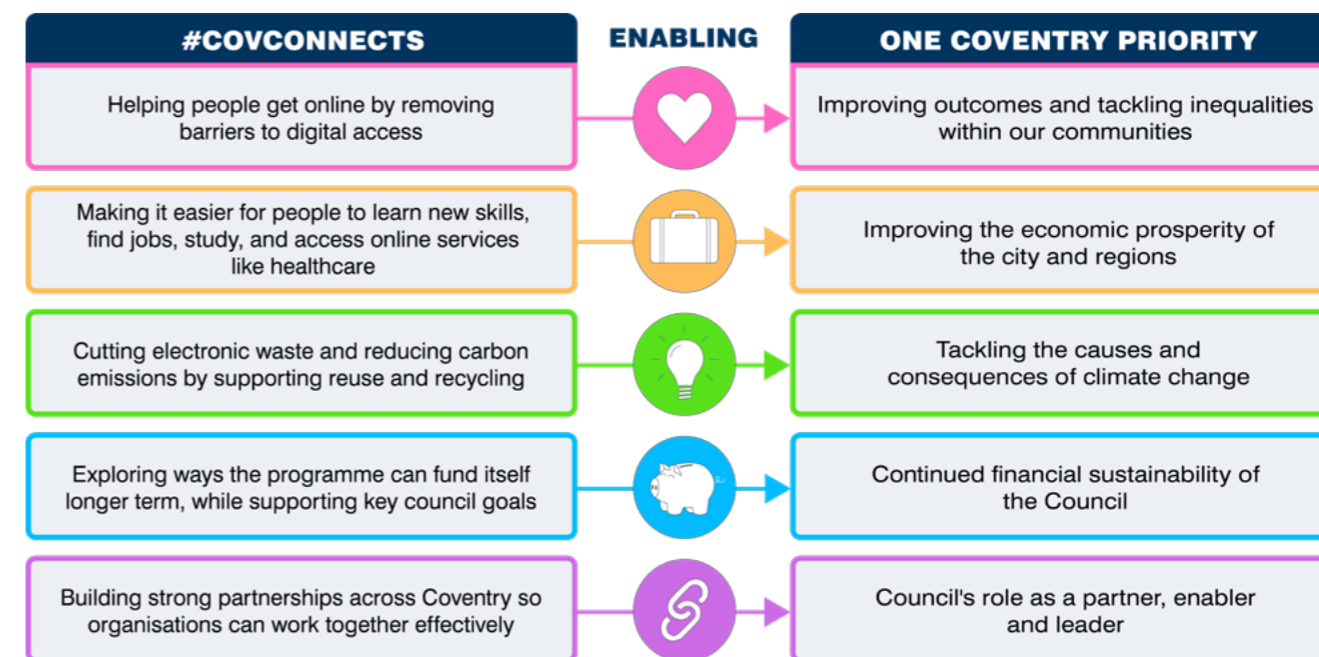 #COVCONNECTS
ENABLING
ONE COVENTRY PRIORITY
Helping people get online by removing
barriers to digital access
Improving outcomes and tackling inequalities
within our communities
Making it easier for people to learn new skills,
find jobs, study, and access online services
like healthcare
Improving the economic prosperity of
the city and regions
Cutting electronic waste and reducing carbon
emissions by supporting reuse and recycling
Tackling the causes and
consequences of climate change
Exploring ways the programme can fund itself
longer term, while supporting key council goals
Continued financial sustainability of
the Council
Building strong partnerships across Coventry so
organisations can work together effectively
Council's role as a partner, enabler
and leader